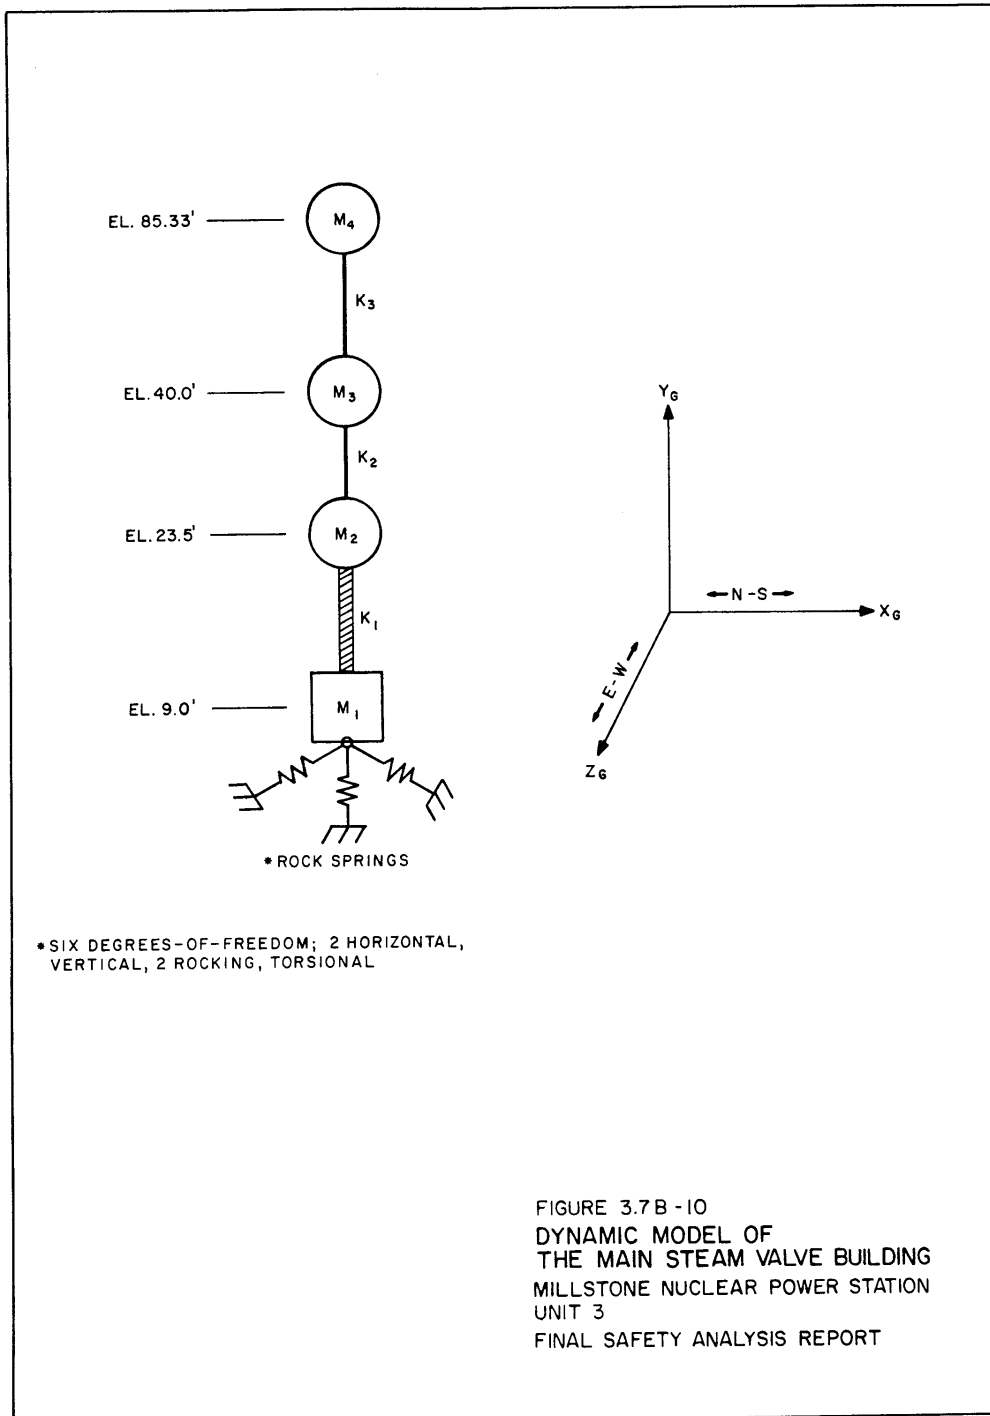 EL. 85.33'
M4
K3
EL. 40.0'
M3
K2
EL. 23.5'
M2
K1
EL. 9.0'
M1
* ROCK SPRINGS
YG
N-S
XG
E-W
ZG
* SIX DEGREES-OF-FREEDOM; 2 HORIZONTAL,
VERTICAL, 2 ROCKING, TORSIONAL
FIGURE 3.7B-10
DYNAMIC MODEL OF
THE MAIN STEAM VALVE BUILDING
MILLSTONE NUCLEAR POWER STATION
UNIT 3
FINAL SAFETY ANALYSIS REPORT